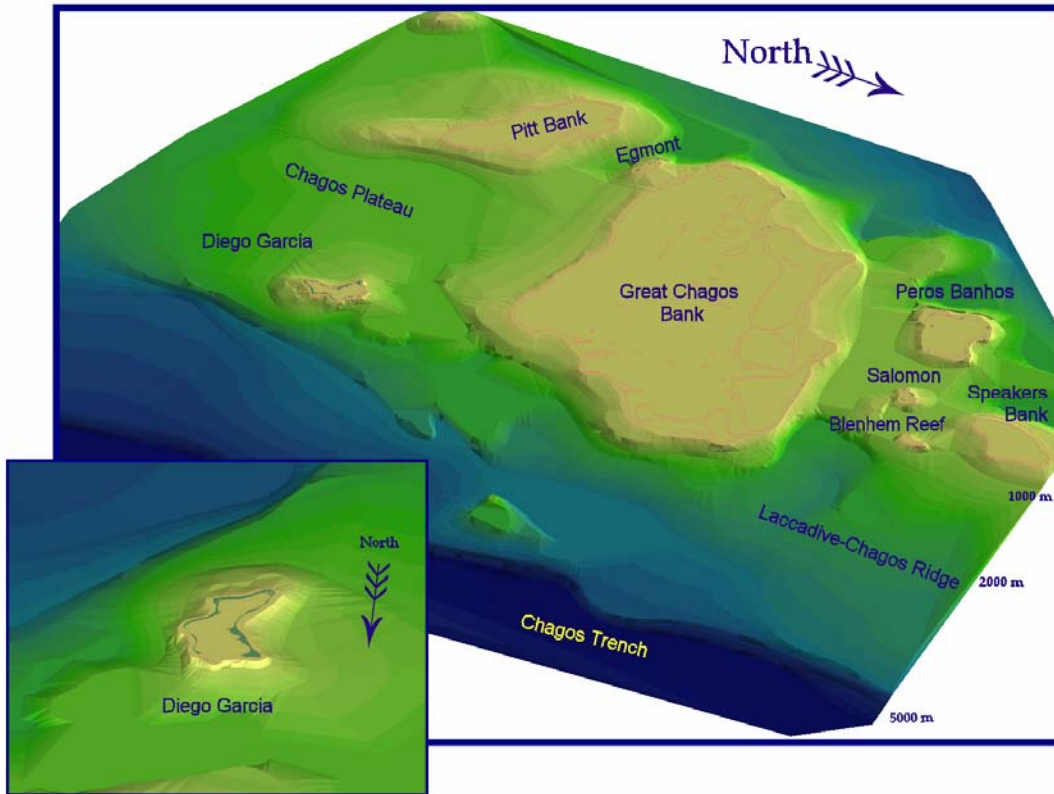 North
Pitt Bank
Egmont
Chagos Plateau
Diego Garcia
Great Chagos
Bank
Peros Banhos
Salomon
Speakers
Bank
Blenhem Reef
1000 m
Laccadive-Chagos Ridge
2000 m
Chagos Trench
5000 m
North
Diego Garcia